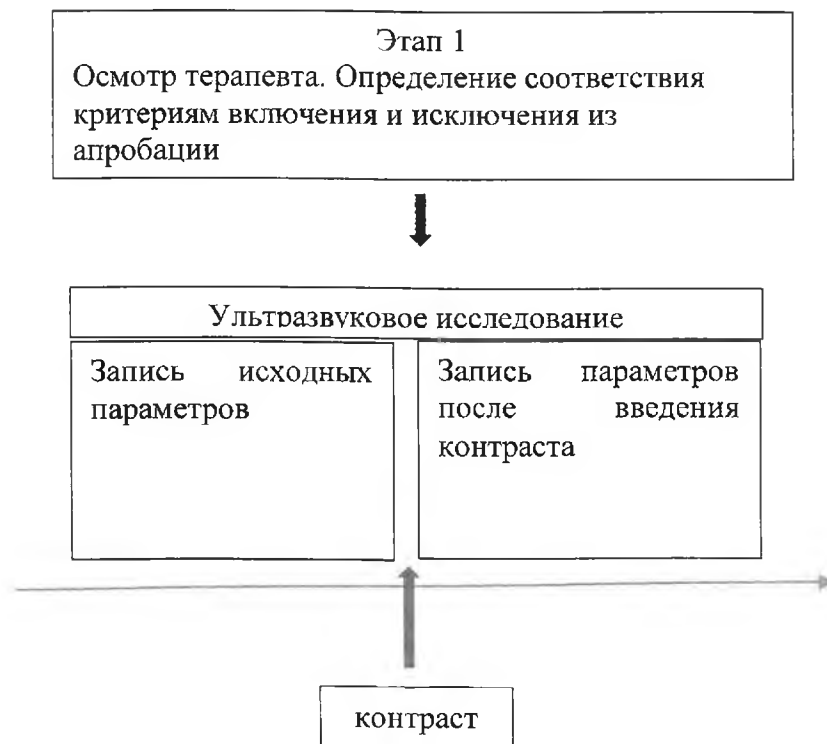 Этап 1
Осмотр терапевта. Определение соответствия
критериям включения и исключения из
апробации
Ультразвуковое исследование
Запись исходных
параметров
Запись параметров
после введения
контраста
контраст